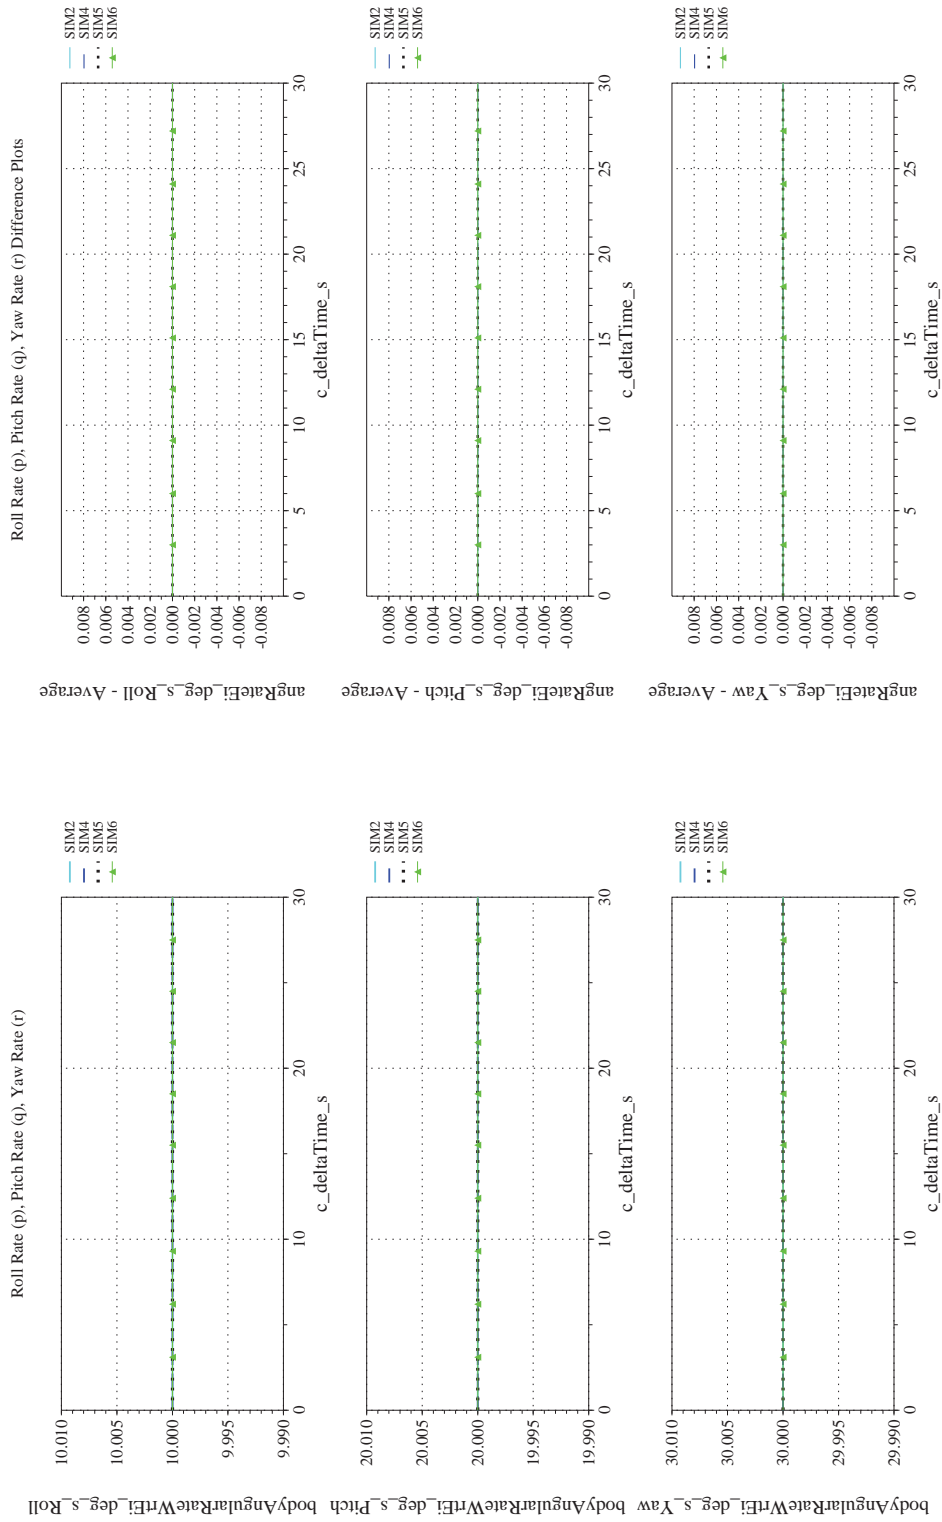 Roll Rate (p), Pitch Rate (q), Yaw Rate (r)
bodyAngularRateWrtEi_deg_s_Roll
10.010
10.005
10.000
9.995
9.990
0
10
20
30
c_deltaTime_s
SIM2
SIM4
SIM5
SIM6
bodyAngularRateWrtEi_deg_s_Pitch
20.010
20.005
20.000
19.995
19.990
0
10
20
30
c_deltaTime_s
SIM2
SIM4
SIM5
SIM6
bodyAngularRateWrtEi_deg_s_Yaw
30.010
30.005
30.000
29.995
29.990
0
10
20
30
c_deltaTime_s
SIM2
SIM4
SIM5
SIM6
Roll Rate (p), Pitch Rate (q), Yaw Rate (r) Difference Plots
angRateEi_deg_s_Roll - Average
0.008
0.006
0.004
0.002
0.000
-0.002
-0.004
-0.006
-0.008
0
5
10
15
20
25
30
c_deltaTime_s
SIM2
SIM4
SIM5
SIM6
angRateEi_deg_s_Pitch - Average
0.008
0.006
0.004
0.002
0.000
-0.002
-0.004
-0.006
-0.008
0
5
10
15
20
25
30
c_deltaTime_s
SIM2
SIM4
SIM5
SIM6
angRateEi_deg_s_Yaw - Average
0.008
0.006
0.004
0.002
0.000
-0.002
-0.004
-0.006
-0.008
0
5
10
15
20
25
30
c_deltaTime_s
SIM2
SIM4
SIM5
SIM6